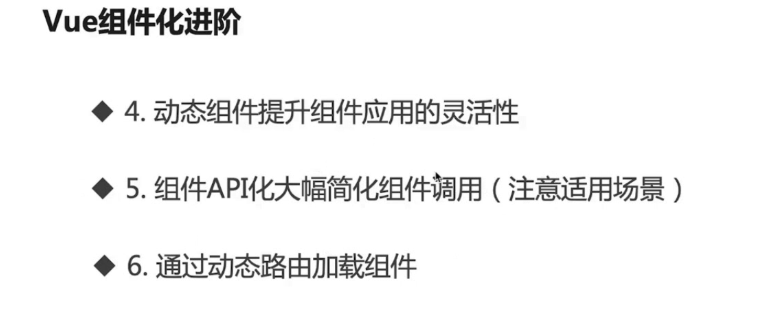 Vue组件化进阶
◆ 4. 动态组件提升组件应用的灵活性
◆ 5. 组件API化大幅简化组件调用（注意适用场景）
◆ 6. 通过动态路由加载组件